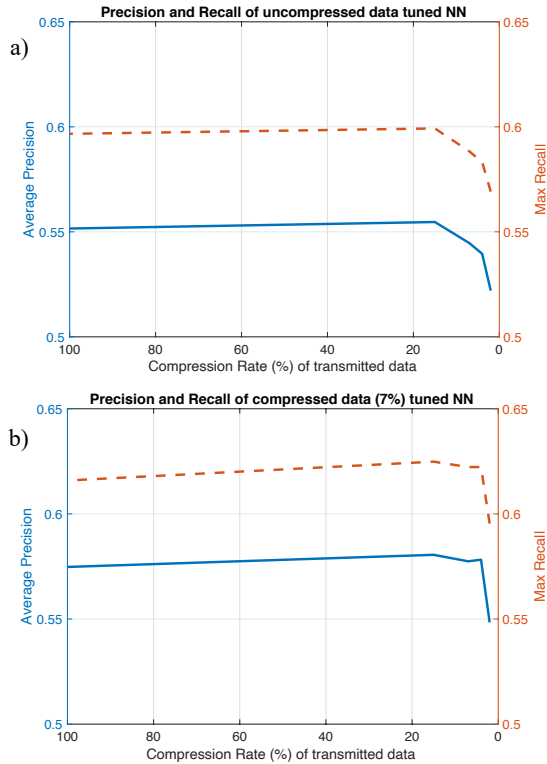 Precision and Recall of uncompressed data tuned NN
a)
0.65
0.65
0.6
0.6
0.55
0.55
0.5
0.5
Average Precision
Max Recall
100 80 60 40 20 0
Compression Rate (%) of transmitted data
Precision and Recall of compressed data (7%) tuned NN
b)
0.65
0.65
0.6
0.6
0.55
0.55
0.5
0.5
Average Precision
Max Recall
100 80 60 40 20 0
Compression Rate (%) of transmitted data